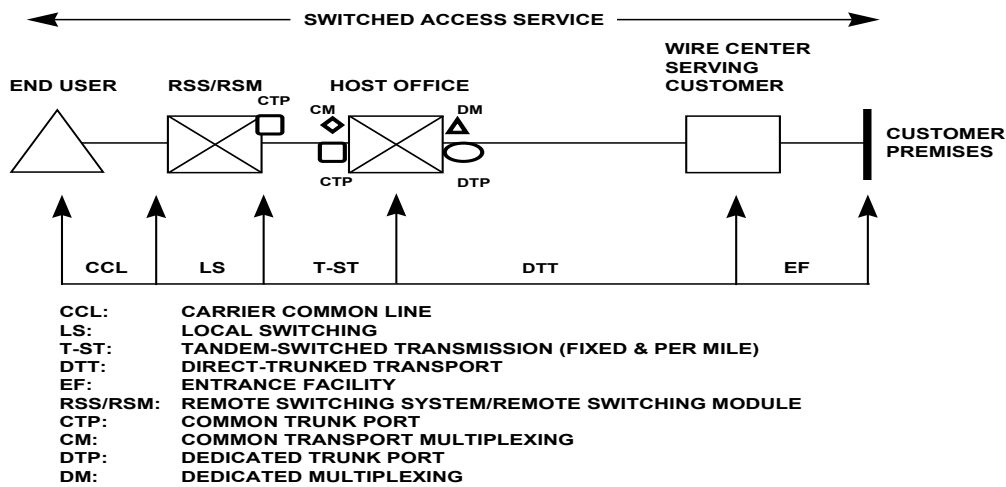 SWITCHED ACCESS SERVICE
WIRE CENTER
SERVING
CUSTOMER
END USER RSS/RSM HOST OFFICE
CTP CM DM
CUSTOMER
PREMISES
CTP DTP
CCL LS T-ST DTT EF
CCL: CARRIER COMMON LINE
LS: LOCAL SWITCHING
T-ST: TANDEM-SWITCHED TRANSMISSION (FIXED & PER MILE)
DTT: DIRECT-TRUNKED TRANSPORT
EF: ENTRANCE FACILITY
RSS/RSM: REMOTE SWITCHING SYSTEM/REMOTE SWITCHING MODULE
CTP: COMMON TRUNK PORT
CM: COMMON TRANSPORT MULTIPLEXING
DTP: DEDICATED TRUNK PORT
DM: DEDICATED MULTIPLEXING